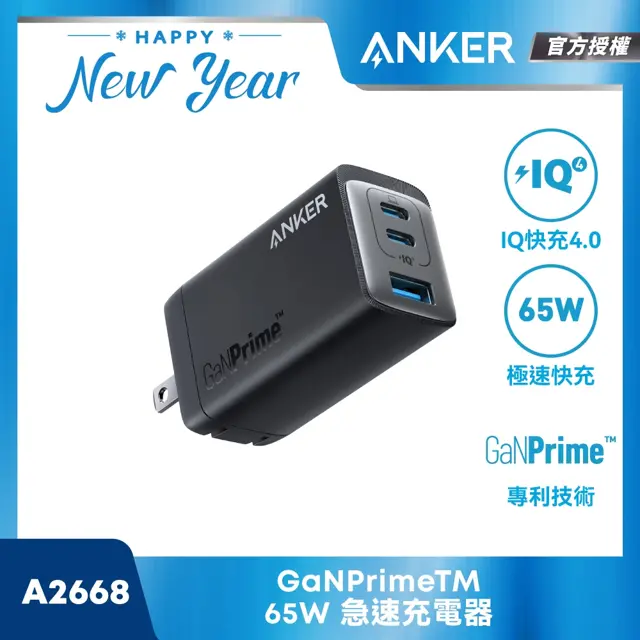 HAPPY
New Year
ANKER
官方授權
IQ4
IQ快充4.0
65W
極速快充
GaNPrime™
專利技術
ANKER
IQ
GaNPrime™
A2668
GaNPrimeTM
65W 急速充電器